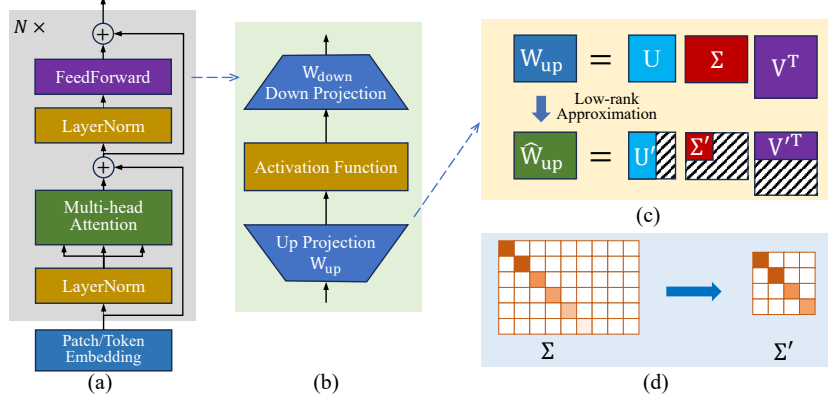 N ×
+
FeedForward
LayerNorm
+
Multi-head
Attention
LayerNorm
Patch/Token
Embedding
(a)
W_down
Down Projection
Activation Function
Up Projection
W_up
(b)
W_up = U Σ V^T
Low-rank
Approximation
Ŵ_up = U′ Σ′ V′^T
(c)
Σ
Σ′
(d)